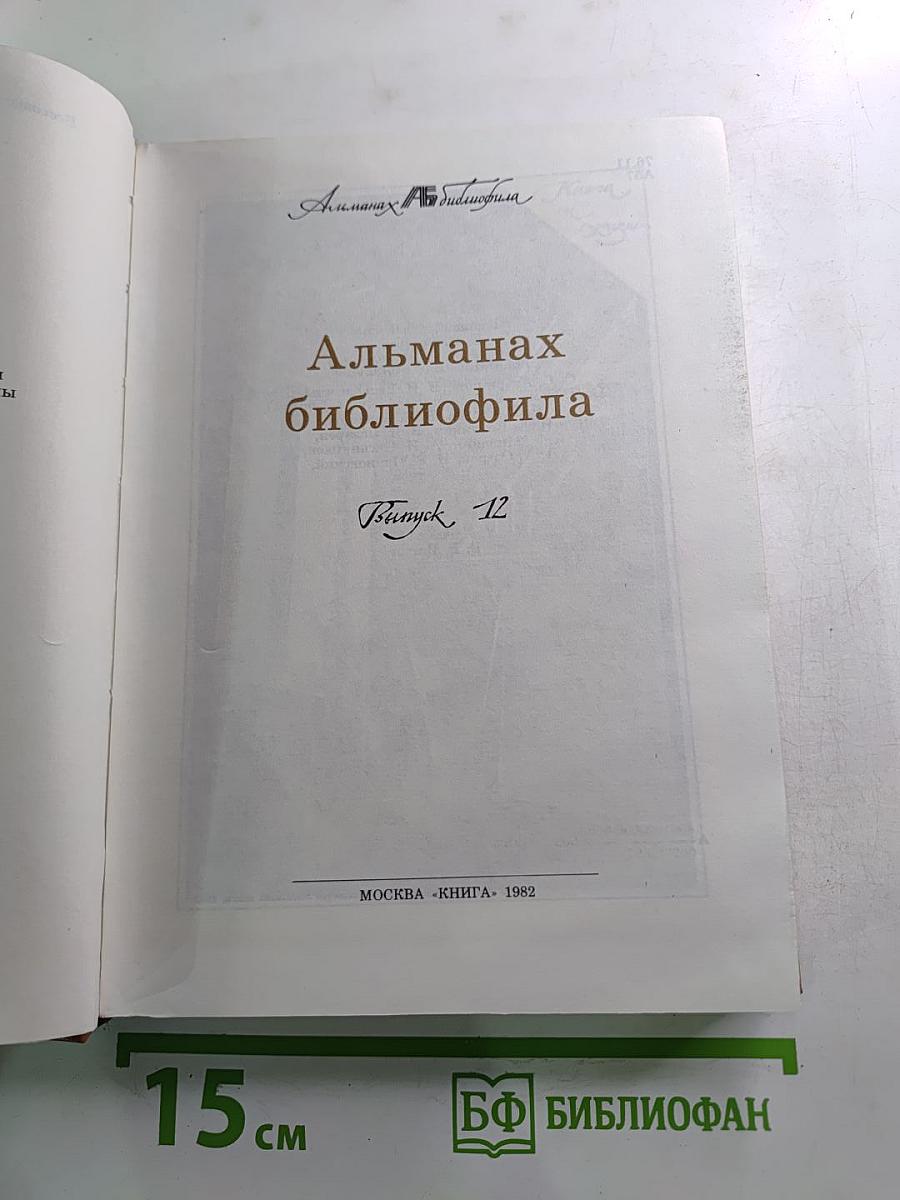 Альманах АБ библиофила
Альманах
библиофила
Выпуск 12
МОСКВА «КНИГА» 1982
15 см
БФ БИБЛИОФАН